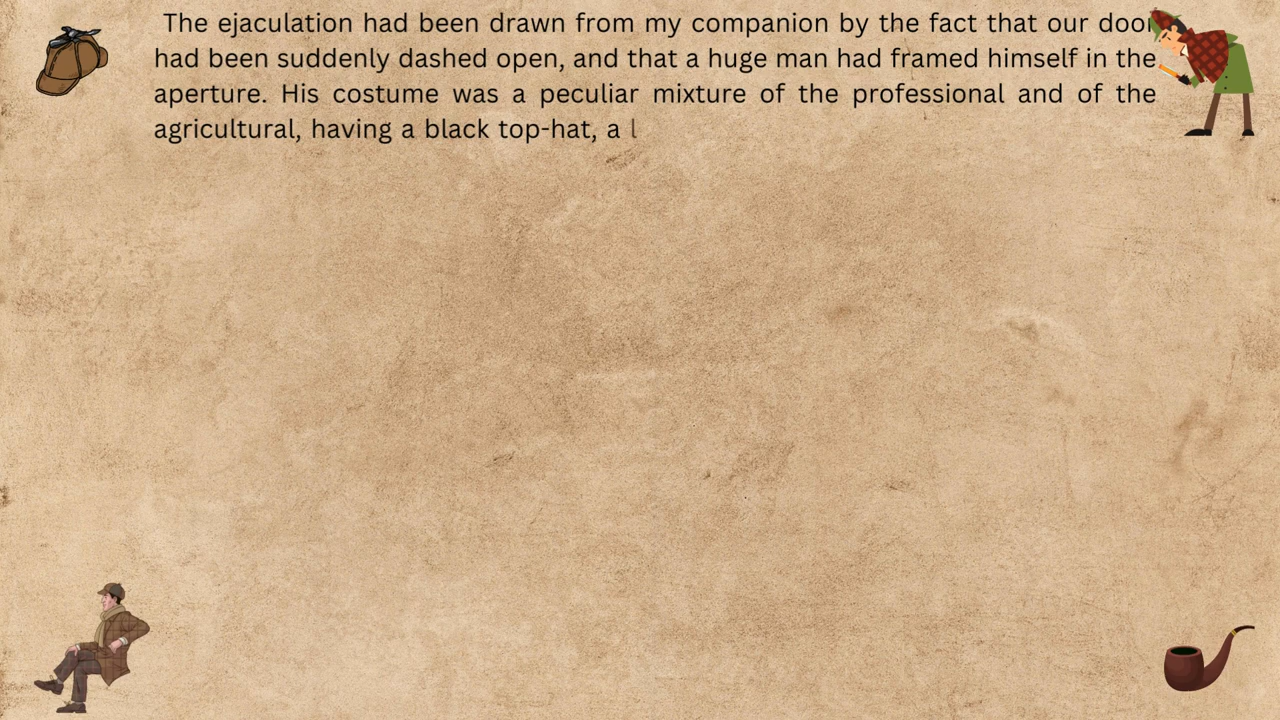 The ejaculation had been drawn from my companion by the fact that our door
had been suddenly dashed open, and that a huge man had framed himself in the
aperture. His costume was a peculiar mixture of the professional and of the
agricultural, having a black top-hat, a l